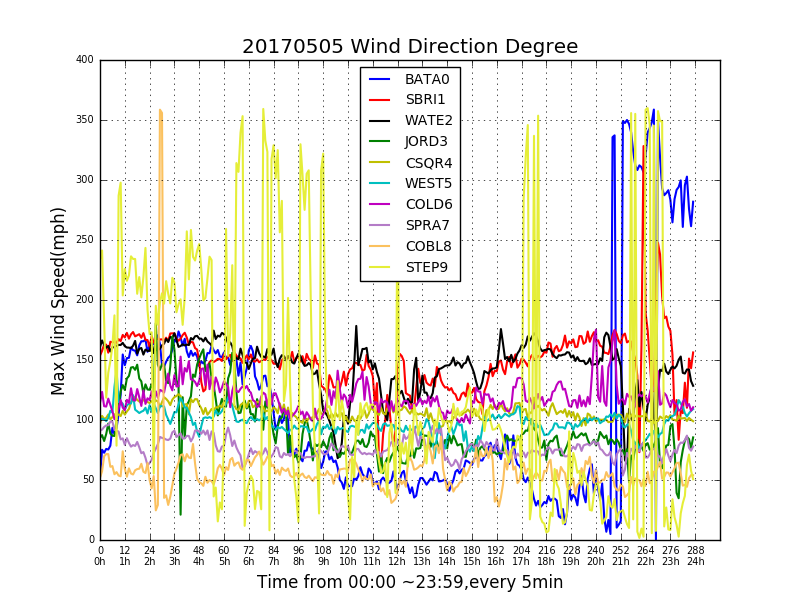 20170505 Wind Direction Degree
400
350
300
250
200
150
100
50
0
Max Wind Speed(mph)
BATA0
SBRI1
WATE2
JORD3
CSQR4
WEST5
COLD6
SPRA7
COBL8
STEP9
0 12 24 36 48 60 72 84 96 108 120 132 144 156 168 180 192 204 216 228 240 252 264 276 288
0h 1h 2h 3h 4h 5h 6h 7h 8h 9h 10h 11h 12h 13h 14h 15h 16h 17h 18h 19h 20h 21h 22h 23h 24h
Time from 00:00 ~23:59,every 5min